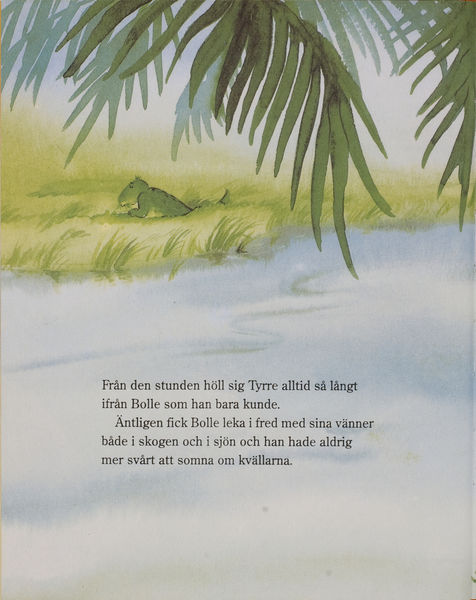 Från den stunden höll sig Tyrre alltid så långt
ifrån Bolle som han bara kunde.
Äntligen fick Bolle leka i fred med sina vänner
både i skogen och i sjön och han hade aldrig
mer svårt att somna om kvällarna.